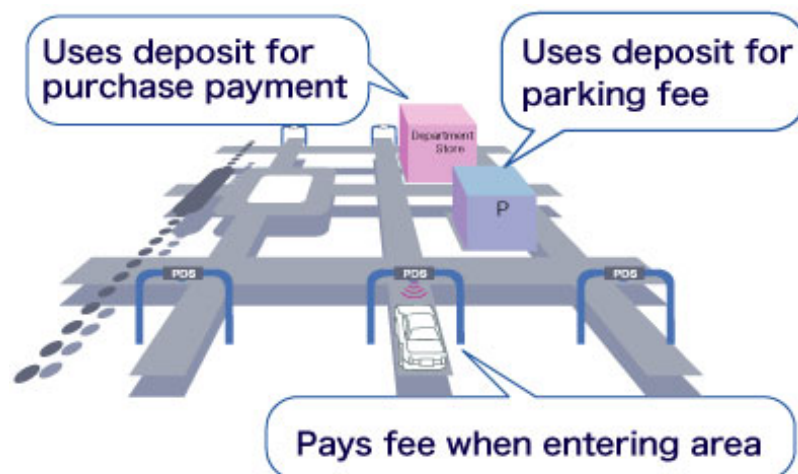 Uses deposit for
purchase payment
Uses deposit for
parking fee
Department
Store
P
PDS
PDS
PDS
Pays fee when entering area